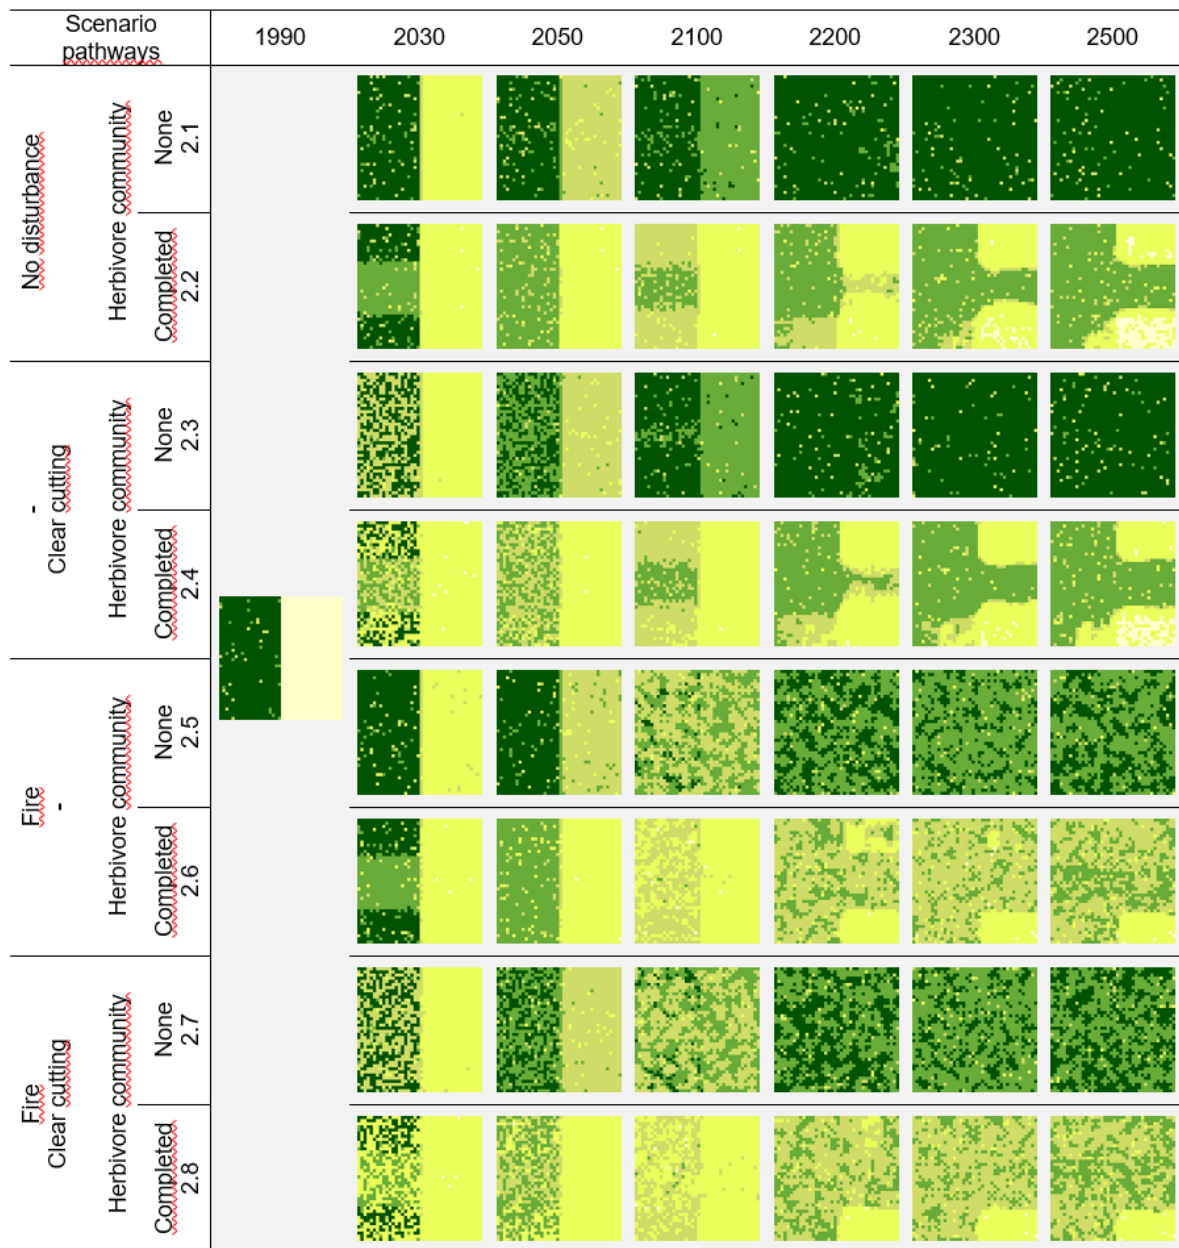 Scenario
pathways
1990
2030
2050
2100
2200
2300
2500
No disturbance
Herbivore community
None
2.1
Completed
2.2
-
Clear cutting
Herbivore community
None
2.3
Completed
2.4
Fire
-
Herbivore community
None
2.5
Completed
2.6
Fire
Clear cutting
Herbivore community
None
2.7
Completed
2.8